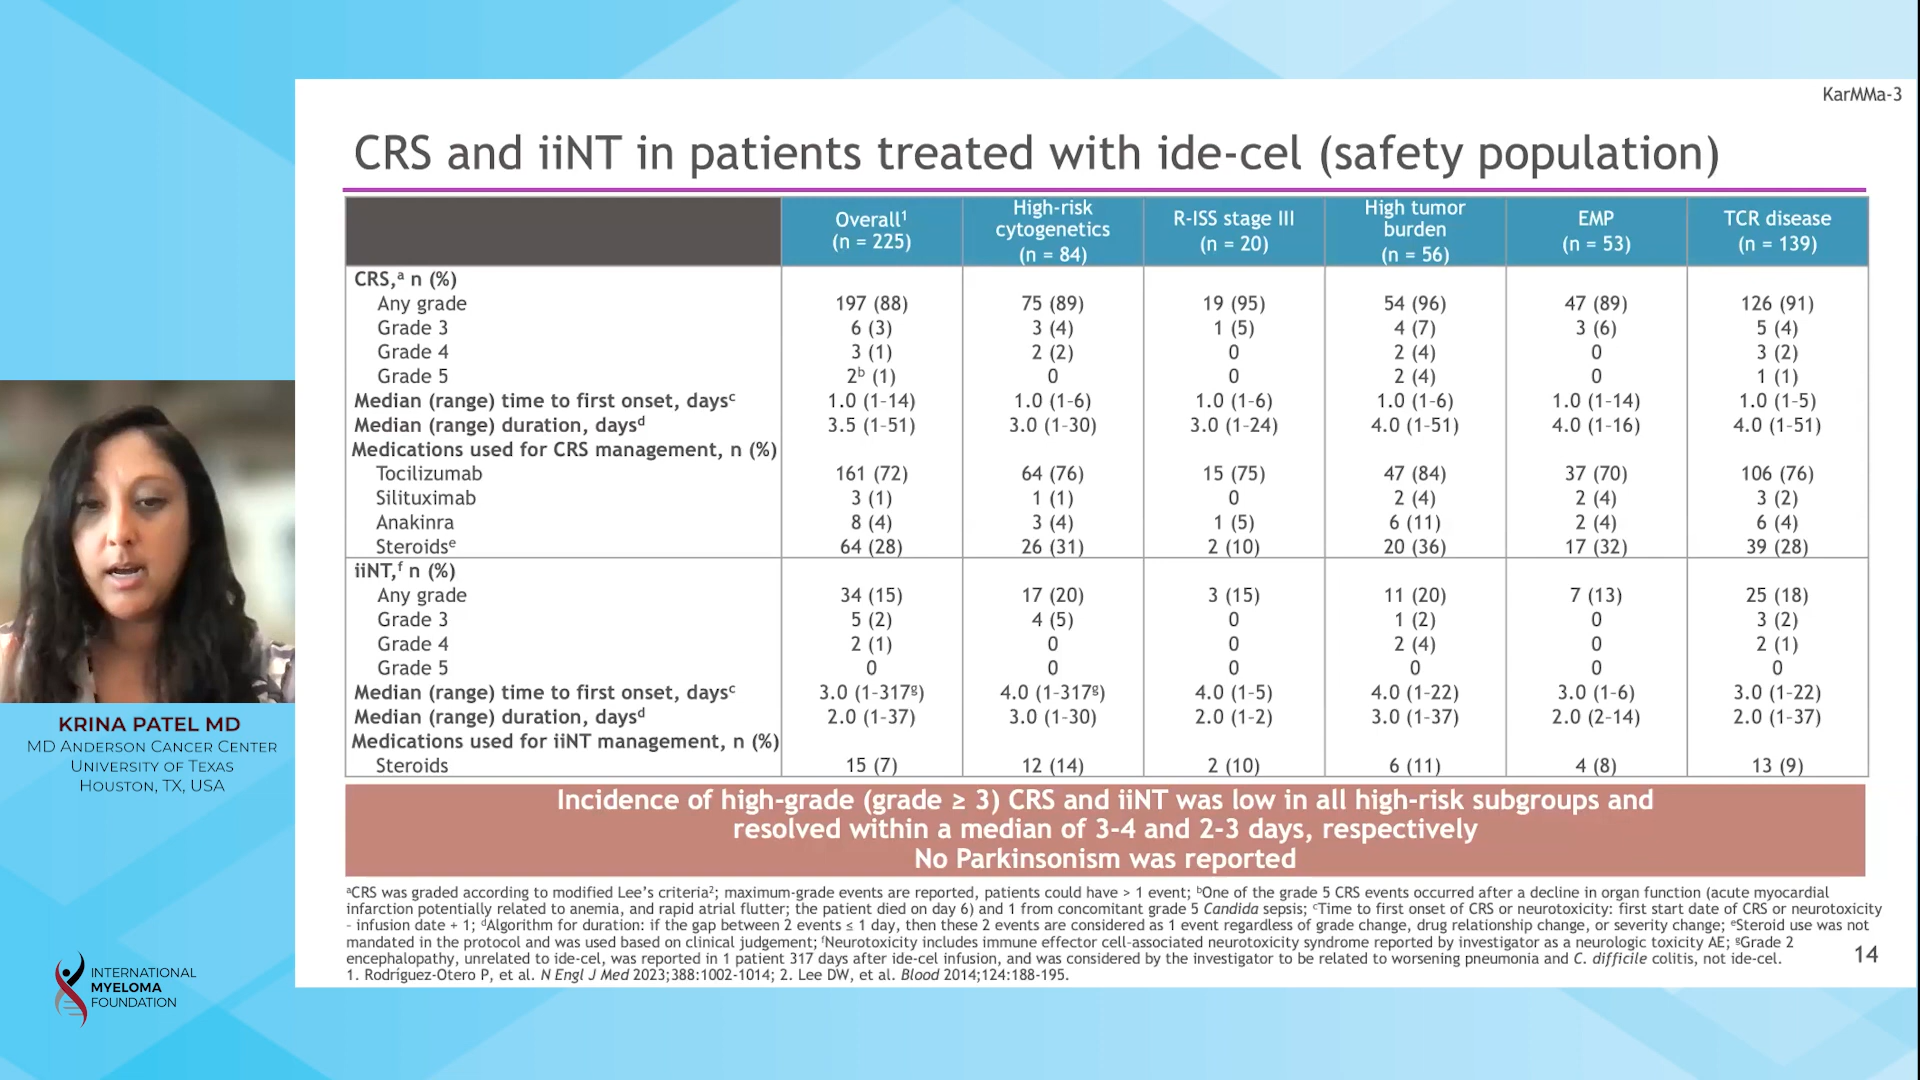 KarMMa-3
CRS and iiNT in patients treated with ide-cel (safety population)
Overall¹ (n = 225) High-risk cytogenetics (n = 84) R-ISS stage III (n = 20) High tumor burden (n = 56) EMP (n = 53) TCR disease (n = 139)
CRS,ᵃ n (%)
Any grade 197 (88) 75 (89) 19 (95) 54 (96) 47 (89) 126 (91)
Grade 3 6 (3) 3 (4) 1 (5) 4 (7) 3 (6) 5 (4)
Grade 4 3 (1) 2 (2) 0 2 (4) 0 3 (2)
Grade 5 2ᵇ (1) 0 0 2 (4) 0 1 (1)
Median (range) time to first onset, daysᶜ 1.0 (1–14) 1.0 (1–6) 1.0 (1–6) 1.0 (1–6) 1.0 (1–14) 1.0 (1–5)
Median (range) duration, daysᵈ 3.5 (1–51) 3.0 (1–30) 3.0 (1–24) 4.0 (1–51) 4.0 (1–16) 4.0 (1–51)
Medications used for CRS management, n (%)
Tocilizumab 161 (72) 64 (76) 15 (75) 47 (84) 37 (70) 106 (76)
Silituximab 3 (1) 1 (1) 0 2 (4) 2 (4) 3 (2)
Anakinra 8 (4) 3 (4) 1 (5) 6 (11) 2 (4) 6 (4)
Steroidsᵉ 64 (28) 26 (31) 2 (10) 20 (36) 17 (32) 39 (28)
iiNT,ᶠ n (%)
Any grade 34 (15) 17 (20) 3 (15) 11 (20) 7 (13) 25 (18)
Grade 3 5 (2) 4 (5) 0 1 (2) 0 3 (2)
Grade 4 2 (1) 0 0 2 (4) 0 2 (1)
Grade 5 0 0 0 0 0 0
Median (range) time to first onset, daysᶜ 3.0 (1–317ᵍ) 4.0 (1–317ᵍ) 4.0 (1–5) 4.0 (1–22) 3.0 (1–6) 3.0 (1–22)
Median (range) duration, daysᵈ 2.0 (1–37) 3.0 (1–30) 2.0 (1–2) 3.0 (1–37) 2.0 (2–14) 2.0 (1–37)
Medications used for iiNT management, n (%)
Steroids 15 (7) 12 (14) 2 (10) 6 (11) 4 (8) 13 (9)
Incidence of high-grade (grade ≥ 3) CRS and iiNT was low in all high-risk subgroups and
resolved within a median of 3-4 and 2-3 days, respectively
No Parkinsonism was reported
ᵃCRS was graded according to modified Lee's criteria²; maximum-grade events are reported, patients could have > 1 event; ᵇOne of the grade 5 CRS events occurred after a decline in organ function (acute myocardial
infarction potentially related to anemia, and rapid atrial flutter; the patient died on day 6) and 1 from concomitant grade 5 Candida sepsis; ᶜTime to first onset of CRS or neurotoxicity: first start date of CRS or neurotoxicity
– infusion date + 1; ᵈAlgorithm for duration: if the gap between 2 events ≤ 1 day, then these 2 events are considered as 1 event regardless of grade change, drug relationship change, or severity change; ᵉSteroid use was not
mandated in the protocol and was used based on clinical judgement; ᶠNeurotoxicity includes immune effector cell-associated neurotoxicity syndrome reported by investigator as a neurologic toxicity AE; ᵍGrade 2
encephalopathy, unrelated to ide-cel, was reported in 1 patient 317 days after ide-cel infusion, and was considered by the investigator to be related to worsening pneumonia and C. difficile colitis, not ide-cel.
1. Rodríguez-Otero P, et al. N Engl J Med 2023;388:1002-1014; 2. Lee DW, et al. Blood 2014;124:188-195.
14
KRINA PATEL MD
MD ANDERSON CANCER CENTER
UNIVERSITY OF TEXAS
HOUSTON, TX, USA
INTERNATIONAL
MYELOMA
FOUNDATION